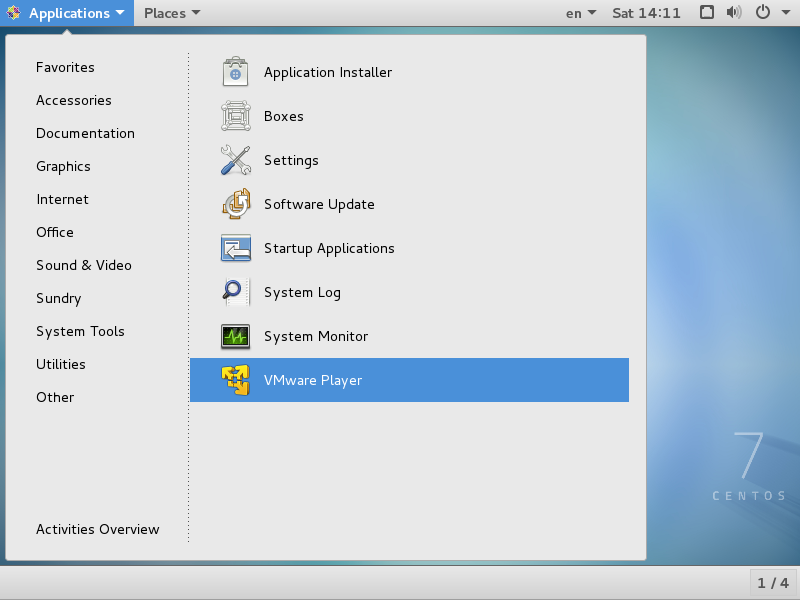 Applications Places en Sat 14:11
Favorites
Accessories
Documentation
Graphics
Internet
Office
Sound & Video
Sundry
System Tools
Utilities
Other
Activities Overview
Application Installer
Boxes
Settings
Software Update
Startup Applications
System Log
System Monitor
VMware Player
7
CENTOS
1 / 4